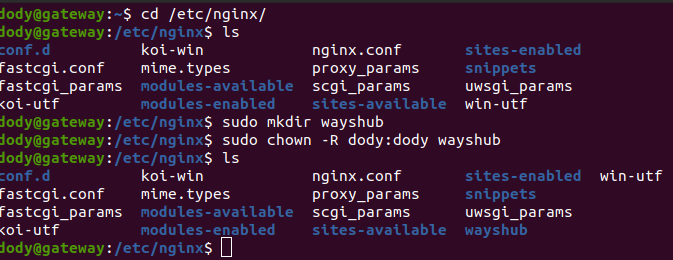 dody@gateway:~$ cd /etc/nginx/
dody@gateway:/etc/nginx$ ls
conf.d koi-win nginx.conf sites-enabled
fastcgi.conf mime.types proxy_params snippets
fastcgi_params modules-available scgi_params uwsgi_params
koi-utf modules-enabled sites-available win-utf
dody@gateway:/etc/nginx$ sudo mkdir wayshub
dody@gateway:/etc/nginx$ sudo chown -R dody:dody wayshub
dody@gateway:/etc/nginx$ ls
conf.d koi-win nginx.conf sites-enabled win-utf
fastcgi.conf mime.types proxy_params snippets
fastcgi_params modules-available scgi_params uwsgi_params
koi-utf modules-enabled sites-available wayshub
dody@gateway:/etc/nginx$